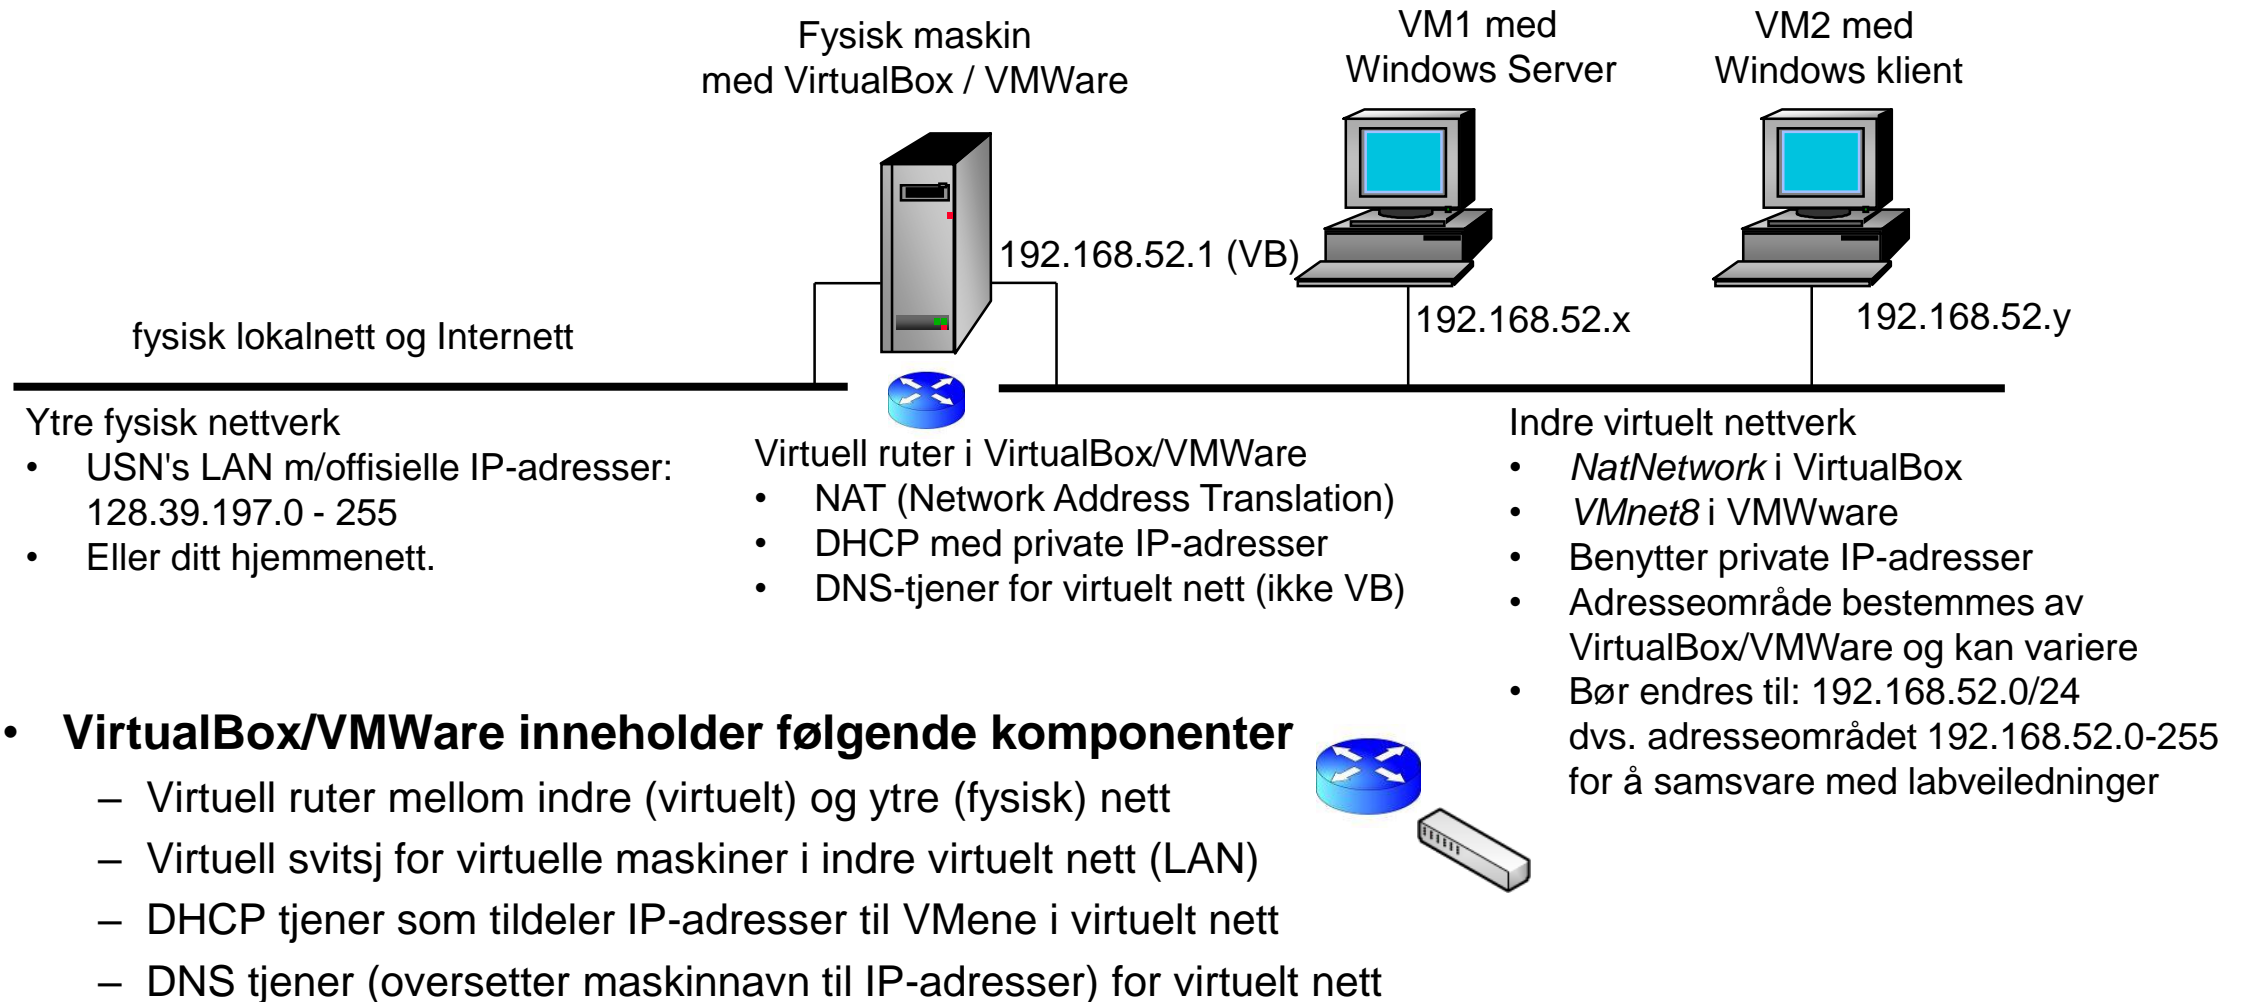 Fysisk maskin
med VirtualBox / VMWare
VM1 med
Windows Server
VM2 med
Windows klient
192.168.52.1 (VB)
192.168.52.x
192.168.52.y
fysisk lokalnett og Internett
Ytre fysisk nettverk
• USN's LAN m/offisielle IP-adresser:
128.39.197.0 - 255
• Eller ditt hjemmenett.
Virtuell ruter i VirtualBox/VMWare
• NAT (Network Address Translation)
• DHCP med private IP-adresser
• DNS-tjener for virtuelt nett (ikke VB)
Indre virtuelt nettverk
• NatNetwork i VirtualBox
• VMnet8 i VMWware
• Benytter private IP-adresser
• Adresseområde bestemmes av
VirtualBox/VMWare og kan variere
• Bør endres til: 192.168.52.0/24
dvs. adresseområdet 192.168.52.0-255
for å samsvare med labveiledninger
• VirtualBox/VMWare inneholder følgende komponenter
– Virtuell ruter mellom indre (virtuelt) og ytre (fysisk) nett
– Virtuell svitsj for virtuelle maskiner i indre virtuelt nett (LAN)
– DHCP tjener som tildeler IP-adresser til VMene i virtuelt nett
– DNS tjener (oversetter maskinnavn til IP-adresser) for virtuelt nett